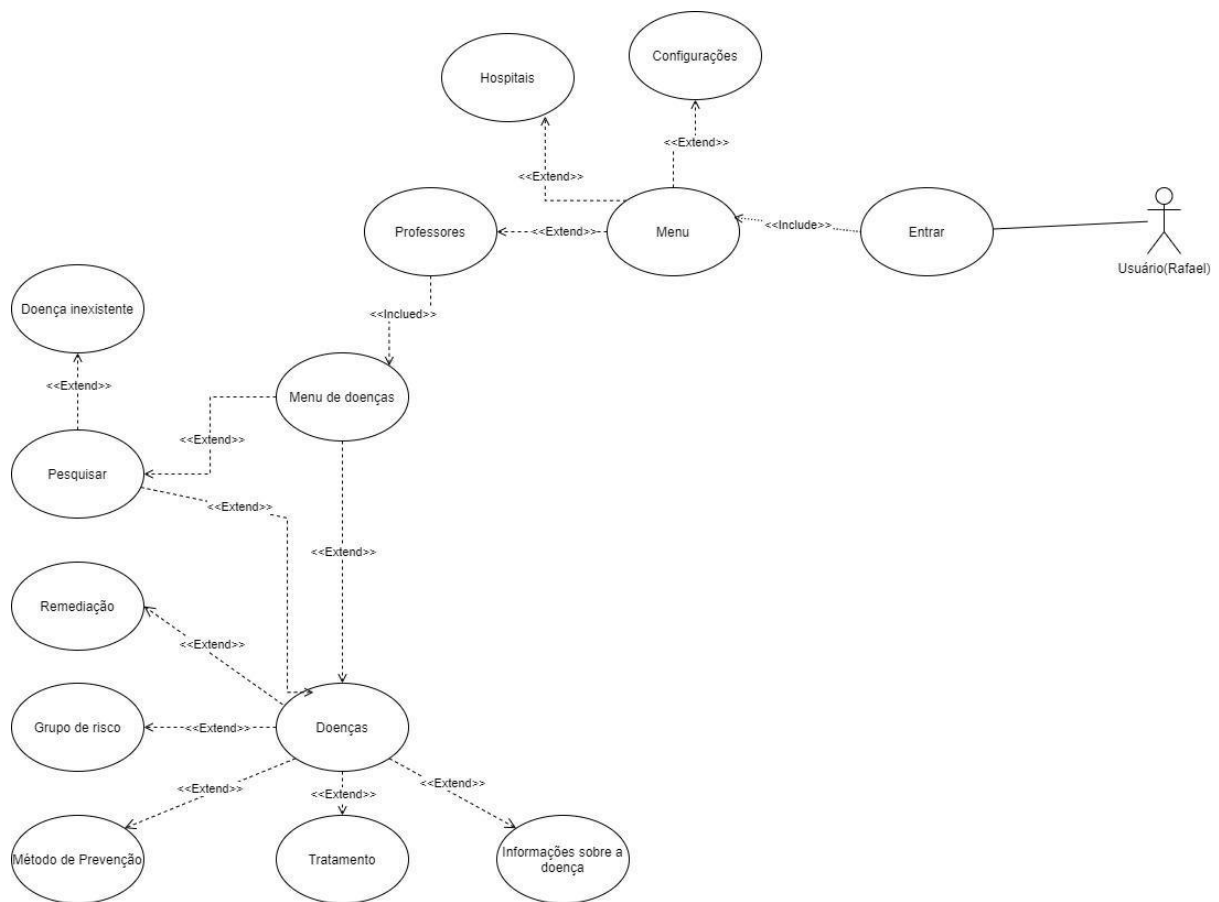 Configurações
Hospitais
<<Extend>>
<<Extend>>
Professores
<<Extend>>
Menu
<<Include>>
Entrar
Usuário(Rafael)
Doença inexistente
<<Inclued>>
<<Extend>>
Menu de doenças
<<Extend>>
Pesquisar
<<Extend>>
<<Extend>>
Remediação
<<Extend>>
Grupo de risco
<<Extend>>
Doenças
<<Extend>>
<<Extend>>
<<Extend>>
Método de Prevenção
Tratamento
Informações sobre a
doença